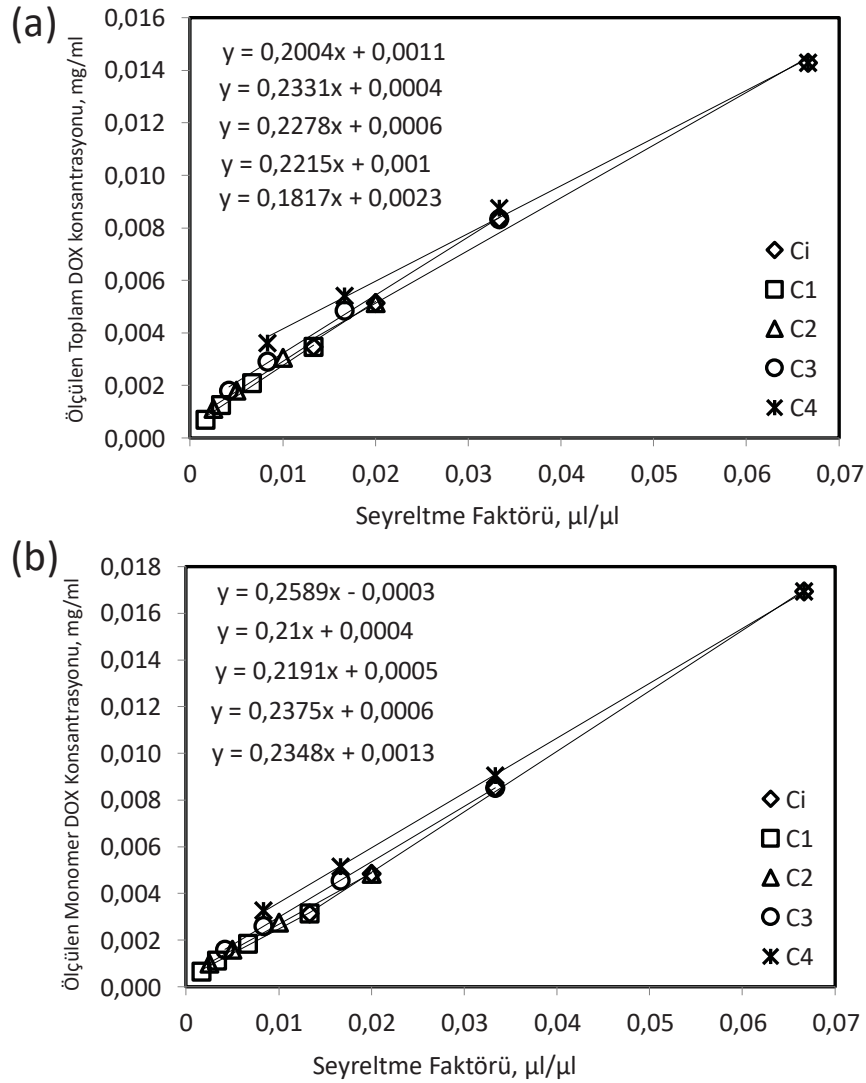 (a)
Ölçülen Toplam DOX konsantrasyonu, mg/ml
0,016
0,014
0,012
0,010
0,008
0,006
0,004
0,002
0,000
y = 0,2004x + 0,0011
y = 0,2331x + 0,0004
y = 0,2278x + 0,0006
y = 0,2215x + 0,001
y = 0,1817x + 0,0023
Ci
C1
C2
C3
C4
0 0,01 0,02 0,03 0,04 0,05 0,06 0,07
Seyreltme Faktörü, µl/µl
(b)
Ölçülen Monomer DOX Konsantrasyonu, mg/ml
0,018
0,016
0,014
0,012
0,010
0,008
0,006
0,004
0,002
0,000
y = 0,2589x - 0,0003
y = 0,21x + 0,0004
y = 0,2191x + 0,0005
y = 0,2375x + 0,0006
y = 0,2348x + 0,0013
Ci
C1
C2
C3
C4
0 0,01 0,02 0,03 0,04 0,05 0,06 0,07
Seyreltme Faktörü, µl/µl